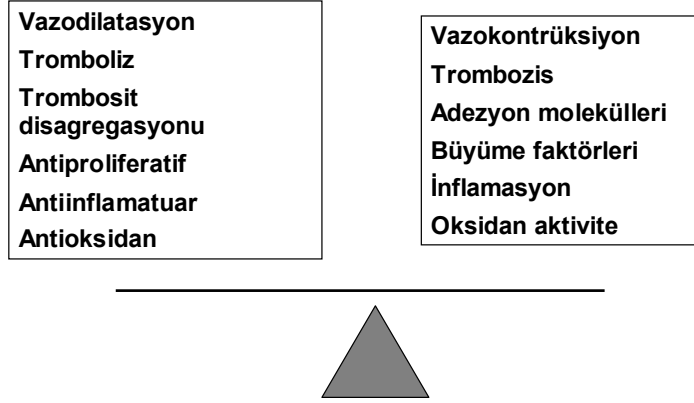 Vazodilatasyon
Tromboliz
Trombosit
disagregasyonu
Antiproliferatif
Antiinflamatuar
Antioksidan
Vazokontrüksiyon
Trombozis
Adezyon molekülleri
Büyüme faktörleri
İnflamasyon
Oksidan aktivite